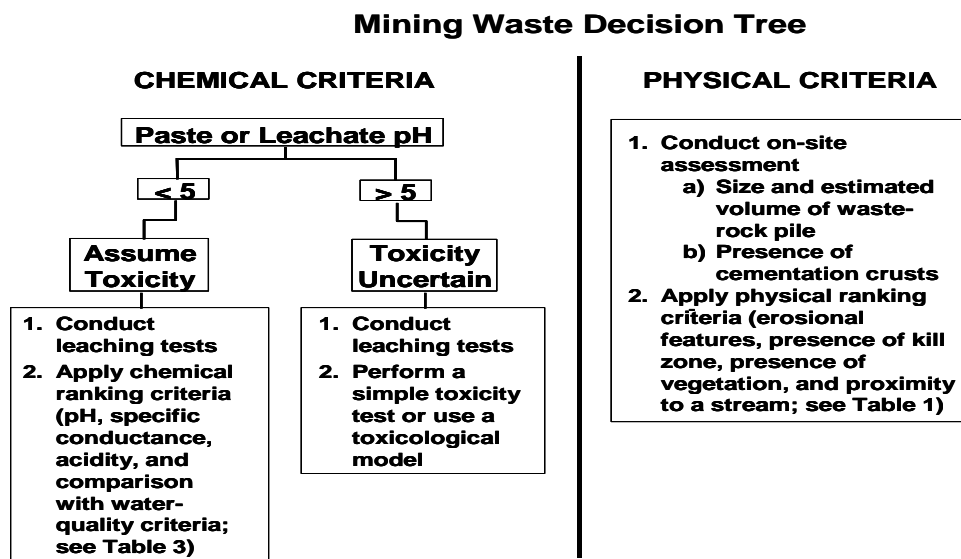 Mining Waste Decision Tree
CHEMICAL CRITERIA
Paste or Leachate pH
< 5
> 5
Assume
Toxicity
Toxicity
Uncertain
1. Conduct
leaching tests
2. Apply chemical
ranking criteria
(pH, specific
conductance,
acidity, and
comparison
with water-
quality criteria;
see Table 3)
1. Conduct
leaching tests
2. Perform a
simple toxicity
test or use a
toxicological
model
PHYSICAL CRITERIA
1. Conduct on-site
assessment
a) Size and estimated
volume of waste-
rock pile
b) Presence of
cementation crusts
2. Apply physical ranking
criteria (erosional
features, presence of kill
zone, presence of
vegetation, and proximity
to a stream; see Table 1)